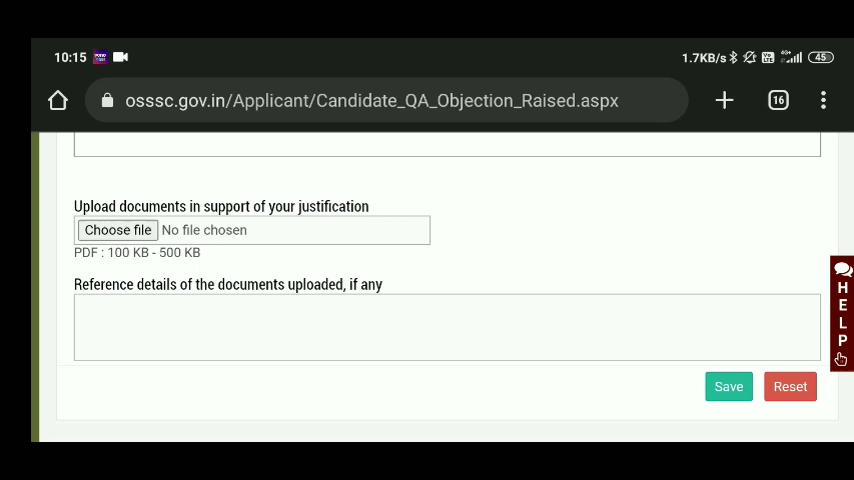 10:15
1.7KB/s 4G+ 45
osssc.gov.in/Applicant/Candidate_QA_Objection_Raised.aspx
16
Upload documents in support of your justification
Choose file No file chosen
PDF : 100 KB - 500 KB
Reference details of the documents uploaded, if any
HELP
Save Reset